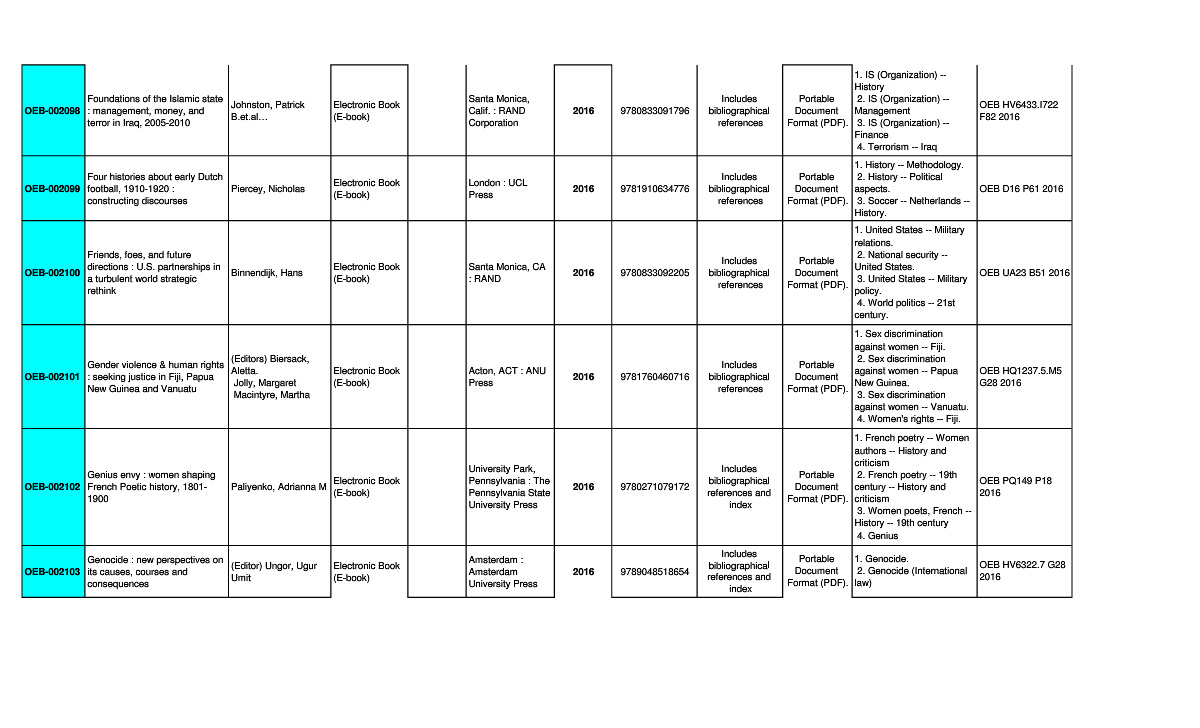 OEB-002098
Foundations of the Islamic state
: management, money, and
terror in Iraq, 2005-2010
Johnston, Patrick
B.et.al...
Electronic Book
(E-book)
Santa Monica,
Calif. : RAND
Corporation
2016
9780833091796
Includes
bibliographical
references
Portable
Document
Format (PDF).
1. IS (Organization) --
History
2. IS (Organization) --
Management
3. IS (Organization) --
Finance
4. Terrorism -- Iraq
OEB HV6433.I722
F82 2016
OEB-002099
Four histories about early Dutch
football, 1910-1920 :
constructing discourses
Piercey, Nicholas
Electronic Book
(E-book)
London : UCL
Press
2016
9781910634776
Includes
bibliographical
references
Portable
Document
Format (PDF).
1. History -- Methodology.
2. History -- Political
aspects.
3. Soccer -- Netherlands --
History.
OEB D16 P61 2016
OEB-002100
Friends, foes, and future
directions : U.S. partnerships in
a turbulent world strategic
rethink
Binnendijk, Hans
Electronic Book
(E-book)
Santa Monica, CA
: RAND
2016
9780833092205
Includes
bibliographical
references
Portable
Document
Format (PDF).
1. United States -- Military
relations.
2. National security --
United States.
3. United States -- Military
policy.
4. World politics -- 21st
century.
OEB UA23 B51 2016
OEB-002101
Gender violence & human rights
: seeking justice in Fiji, Papua
New Guinea and Vanuatu
(Editors) Biersack,
Aletta.
Jolly, Margaret
Macintyre, Martha
Electronic Book
(E-book)
Acton, ACT : ANU
Press
2016
9781760460716
Includes
bibliographical
references
Portable
Document
Format (PDF).
1. Sex discrimination
against women -- Fiji.
2. Sex discrimination
against women -- Papua
New Guinea.
3. Sex discrimination
against women -- Vanuatu.
4. Women's rights -- Fiji.
OEB HQ1237.5.M5
G28 2016
OEB-002102
Genius envy : women shaping
French Poetic history, 1801-
1900
Paliyenko, Adrianna M
Electronic Book
(E-book)
University Park,
Pennsylvania : The
Pennsylvania State
University Press
2016
9780271079172
Includes
bibliographical
references and
index
Portable
Document
Format (PDF).
1. French poetry -- Women
authors -- History and
criticism
2. French poetry -- 19th
century -- History and
criticism
3. Women poets, French --
History -- 19th century
4. Genius
OEB PQ149 P18
2016
OEB-002103
Genocide : new perspectives on
its causes, courses and
consequences
(Editor) Ungor, Ugur
Umit
Electronic Book
(E-book)
Amsterdam :
Amsterdam
University Press
2016
9789048518654
Includes
bibliographical
references and
index
Portable
Document
Format (PDF).
1. Genocide.
2. Genocide (International
law)
OEB HV6322.7 G28
2016